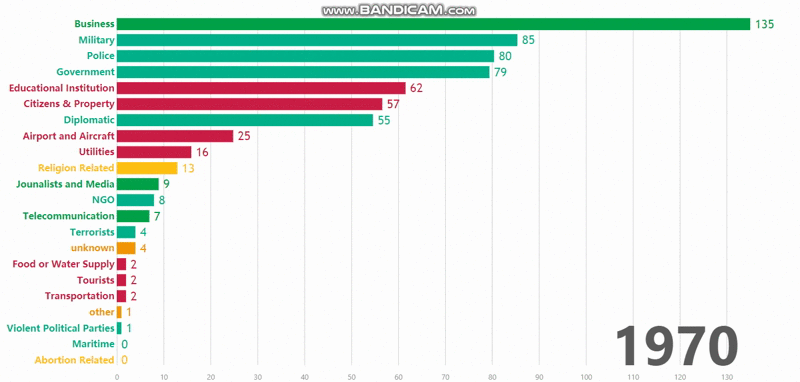 www.BANDICAM.com
Business 135
Military 85
Police 80
Government 79
Educational Institution 62
Citizens & Property 57
Diplomatic 55
Airport and Aircraft 25
Utilities 16
Religion Related 13
Jounalists and Media 9
NGO 8
Telecommunication 7
Terrorists 4
unknown 4
Food or Water Supply 2
Tourists 2
Transportation 2
other 1
Violent Political Parties 1
Maritime 0
Abortion Related 0
1970
0 10 20 30 40 50 60 70 80 90 100 110 120 130